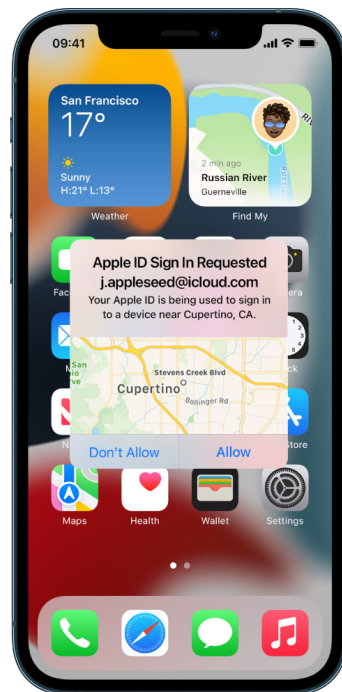 09:41
San Francisco
17°
Sunny
H:21° L:13°
Weather
2 min ago
Russian River
Guerneville
Find My
Apple ID Sign In Requested
j.appleseed@icloud.com
Your Apple ID is being used to sign in
to a device near Cupertino, CA.
Stevens Creek Blvd
Cupertino
Bollinger Rd
Don't Allow
Allow
Store
Maps
Health
Wallet
Settings